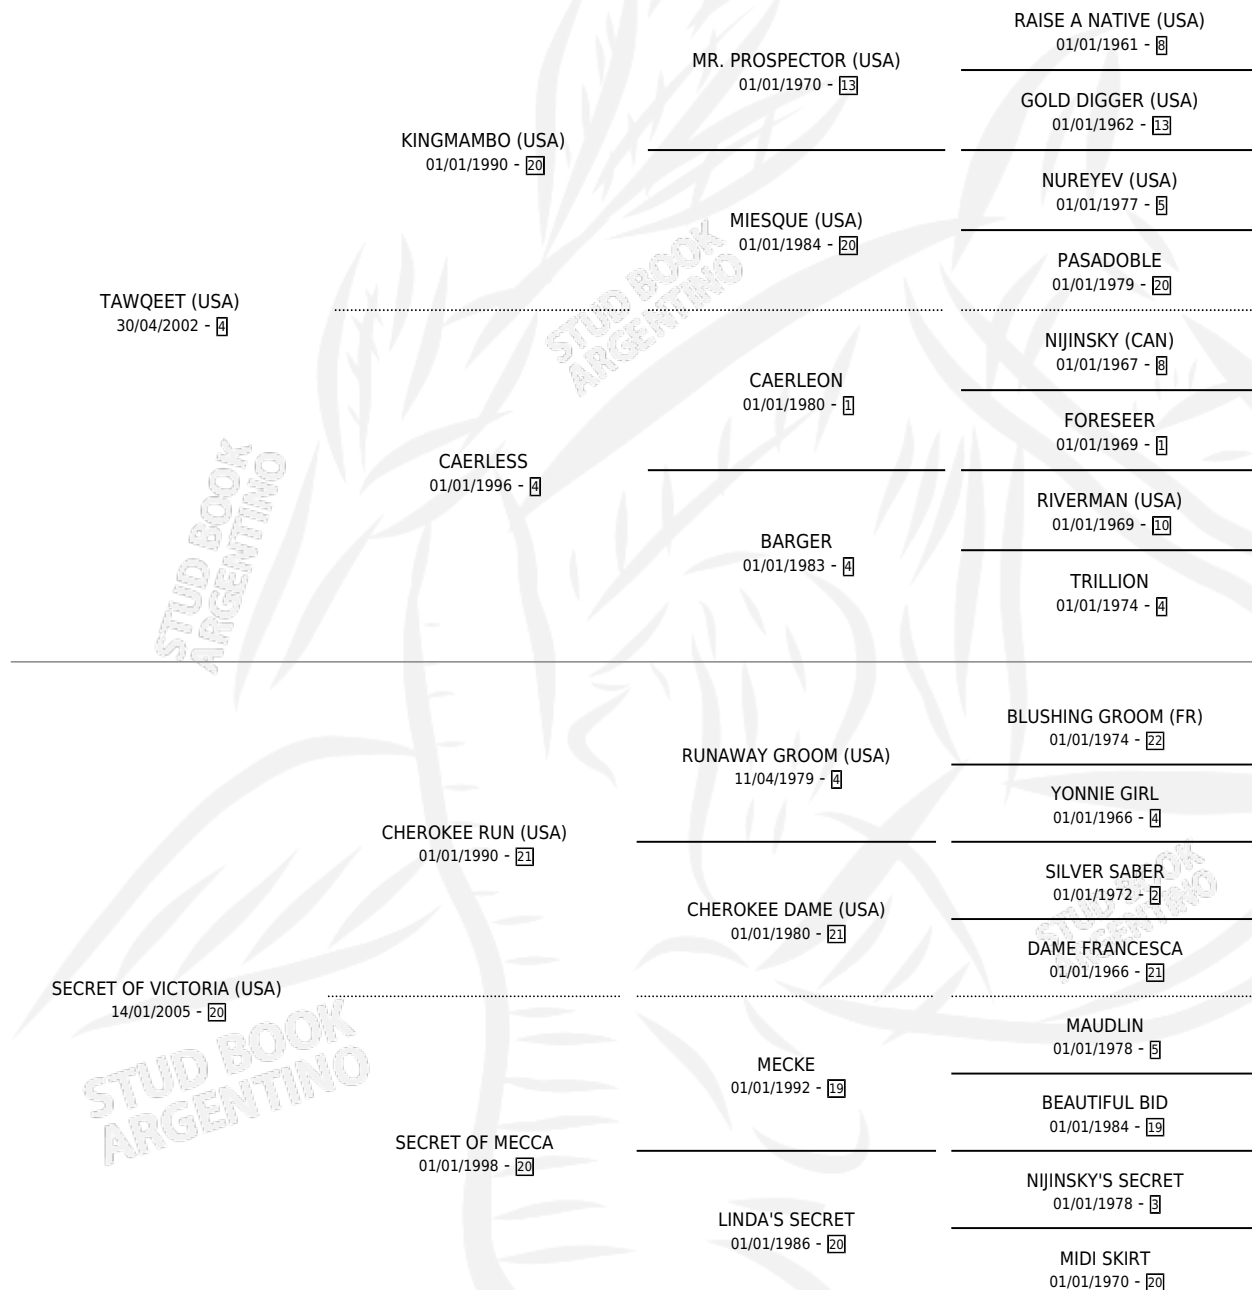 RAISE A NATIVE (USA)
01/01/1961 - 8
MR. PROSPECTOR (USA)
01/01/1970 - 13
GOLD DIGGER (USA)
01/01/1962 - 13
KINGMAMBO (USA)
01/01/1990 - 20
NUREYEV (USA)
01/01/1977 - 5
MIESQUE (USA)
01/01/1984 - 20
PASADOBLE
01/01/1979 - 20
TAWQEET (USA)
30/04/2002 - 4
NIJINSKY (CAN)
01/01/1967 - 8
CAERLEON
01/01/1980 - 1
FORESEER
01/01/1969 - 1
CAERLESS
01/01/1996 - 4
RIVERMAN (USA)
01/01/1969 - 10
BARGER
01/01/1983 - 4
TRILLION
01/01/1974 - 4
BLUSHING GROOM (FR)
01/01/1974 - 22
RUNAWAY GROOM (USA)
11/04/1979 - 4
YONNIE GIRL
01/01/1966 - 4
CHEROKEE RUN (USA)
01/01/1990 - 21
SILVER SABER
01/01/1972 - 2
CHEROKEE DAME (USA)
01/01/1980 - 21
DAME FRANCESCA
01/01/1966 - 21
SECRET OF VICTORIA (USA)
14/01/2005 - 20
MAUDLIN
01/01/1978 - 5
MECKE
01/01/1992 - 19
BEAUTIFUL BID
01/01/1984 - 19
SECRET OF MECCA
01/01/1998 - 20
NIJINSKY'S SECRET
01/01/1978 - 3
LINDA'S SECRET
01/01/1986 - 20
MIDI SKIRT
01/01/1970 - 20
STUD BOOK
ARGENTINO
STUD BOOK
ARGENTINO
STUD BOOK
ARGENTINO
STUD BOOK
ARGENTINO